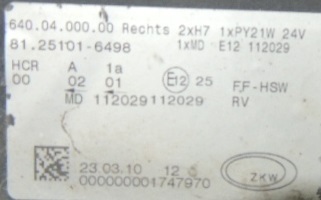 640.04.000.00 Rechts 2xH7 1xPY21W 24V
81.25101-6498 1xMD E12 112029
HCR A 1a E12 25 F,F-HSW
00 02 01 RV
MD 112029112029
23.03.10 12 ZKW
000000001747970